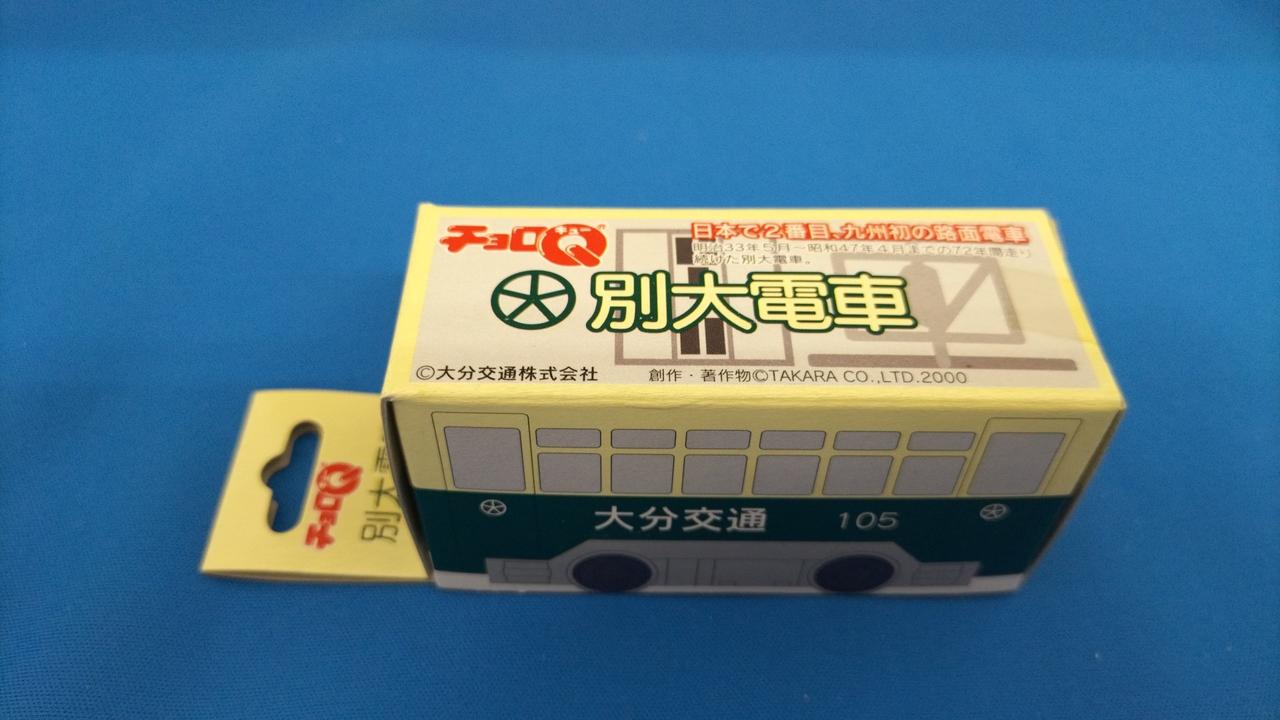 チョロQ
キュー
日本で2番目、九州初の路面電車
明治33年5月～昭和47年4月までの72年間走り
続けた別大電車。
別大電車
©大分交通株式会社
創作・著作物©TAKARA CO.,LTD.2000
大分交通 105
チョロQ
別大電